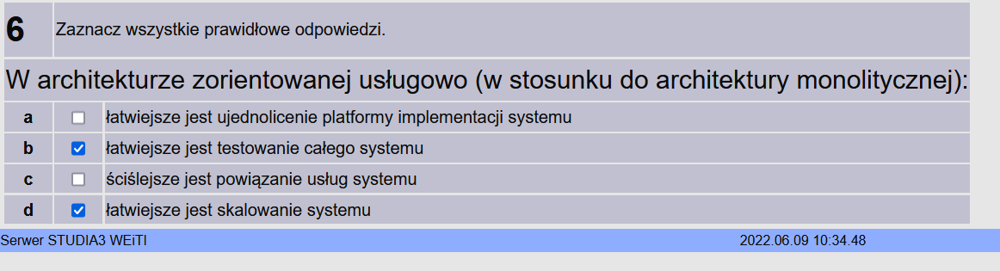 6 Zaznacz wszystkie prawidłowe odpowiedzi.
W architekturze zorientowanej usługowo (w stosunku do architektury monolitycznej):
a łatwiejsze jest ujednolicenie platformy implementacji systemu
b łatwiejsze jest testowanie całego systemu
c ściślejsze jest powiązanie usług systemu
d łatwiejsze jest skalowanie systemu
Serwer STUDIA3 WEiTI 2022.06.09 10:34.48